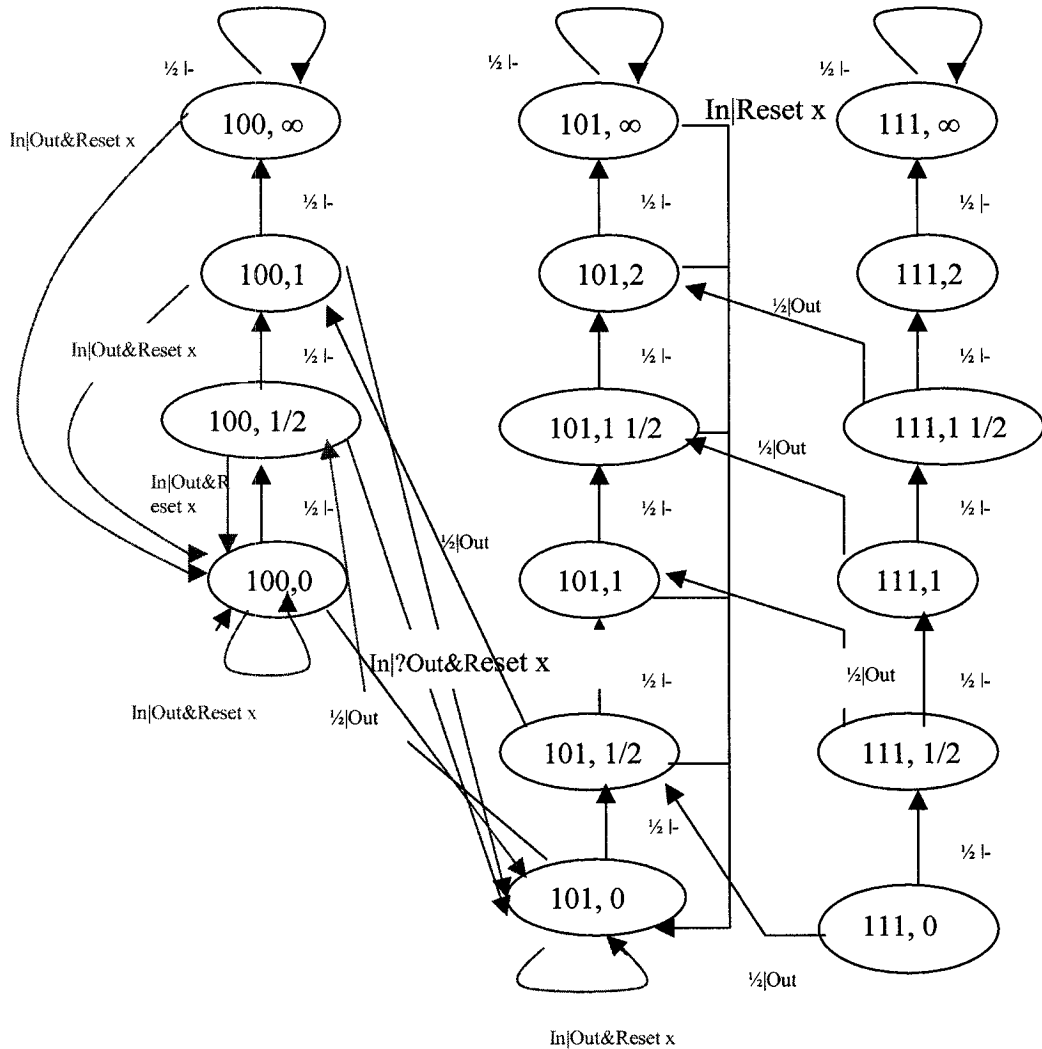 ½ |-
½ |-
½ |-
100, ∞
101, ∞
In|Reset x
111, ∞
In|Out&Reset x
½ |-
½ |-
½ |-
100,1
101,2
111,2
½|Out
In|Out&Reset x
½ |-
½ |-
½ |-
100, 1/2
101,1 1/2
111,1 1/2
½|Out
In|Out&R
eset x
½ |-
½ |-
½ |-
½|Out
100,0
101,1
111,1
In|?Out&Reset x
½ |-
½|Out
½ |-
In|Out&Reset x
½|Out
101, 1/2
111, 1/2
½ |-
½ |-
101, 0
111, 0
½|Out
In|Out&Reset x